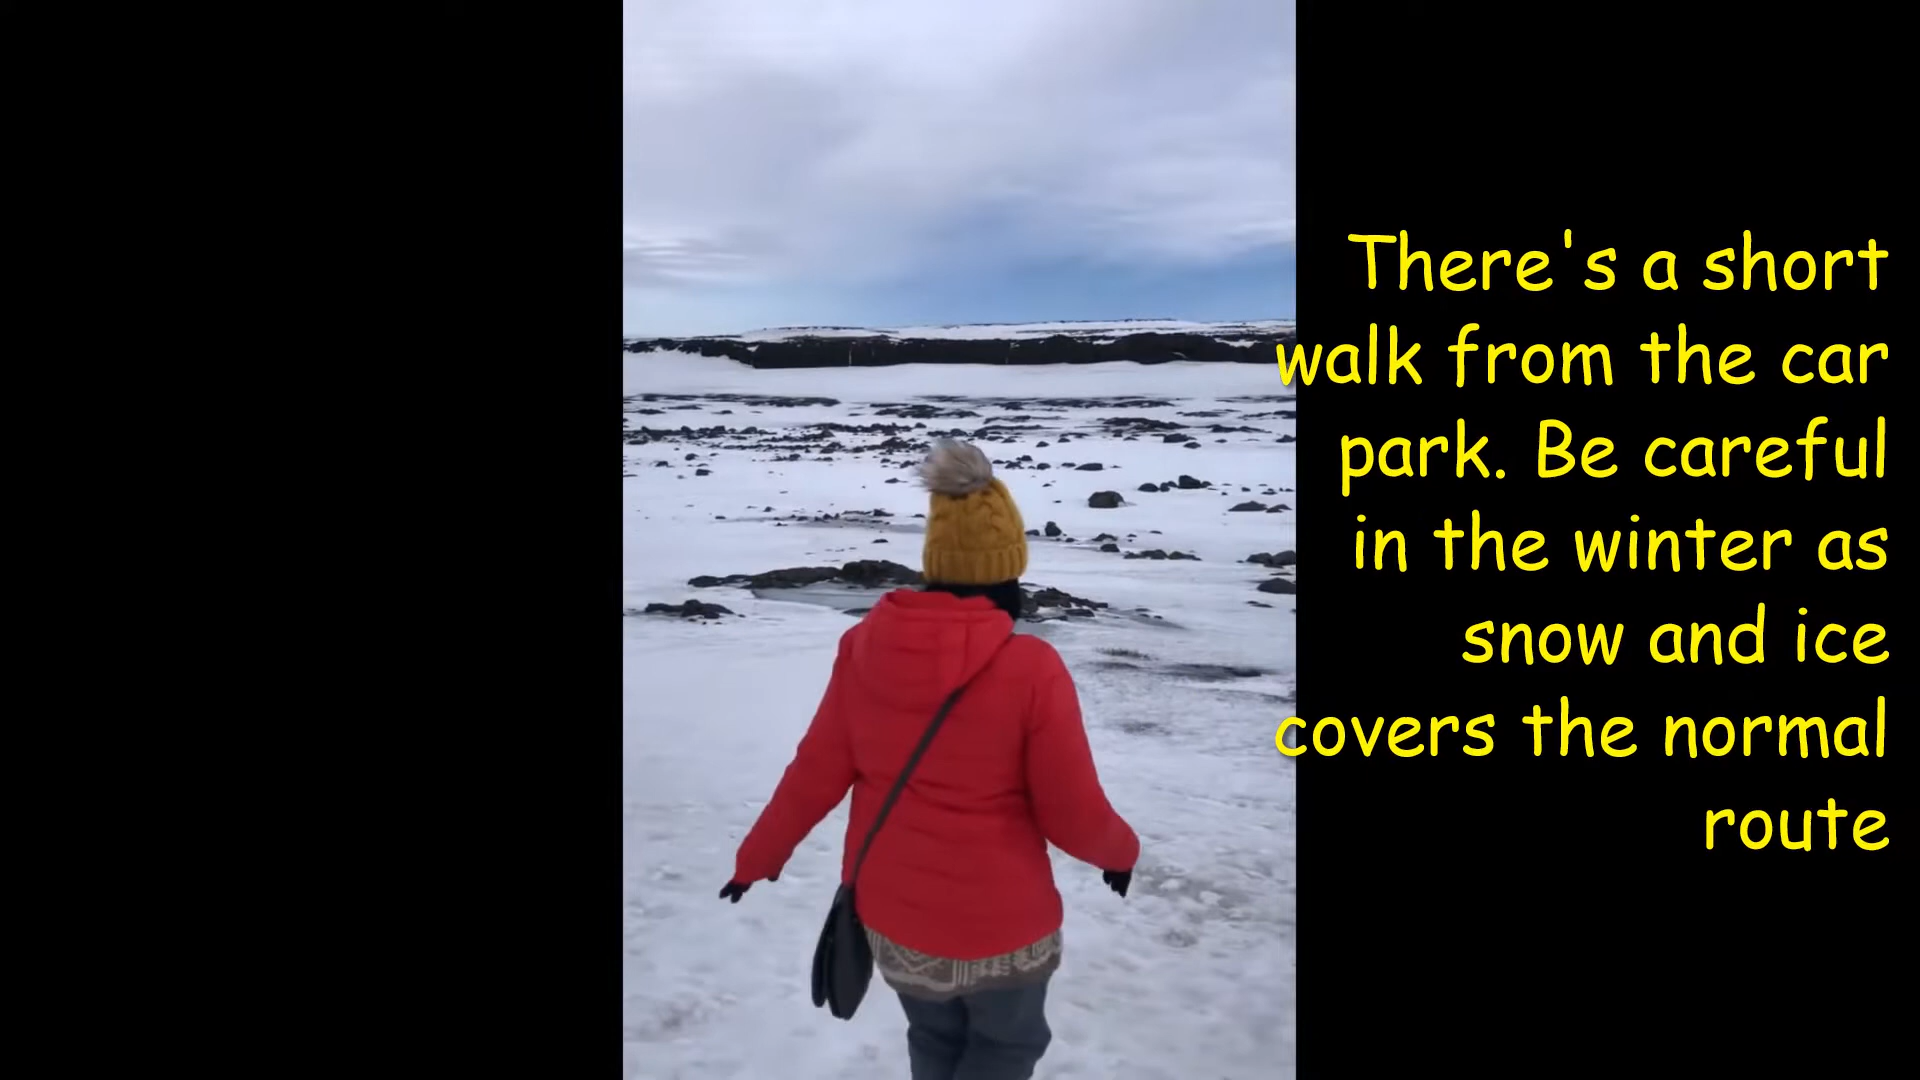 There's a short
walk from the car
park. Be careful
in the winter as
snow and ice
covers the normal
route